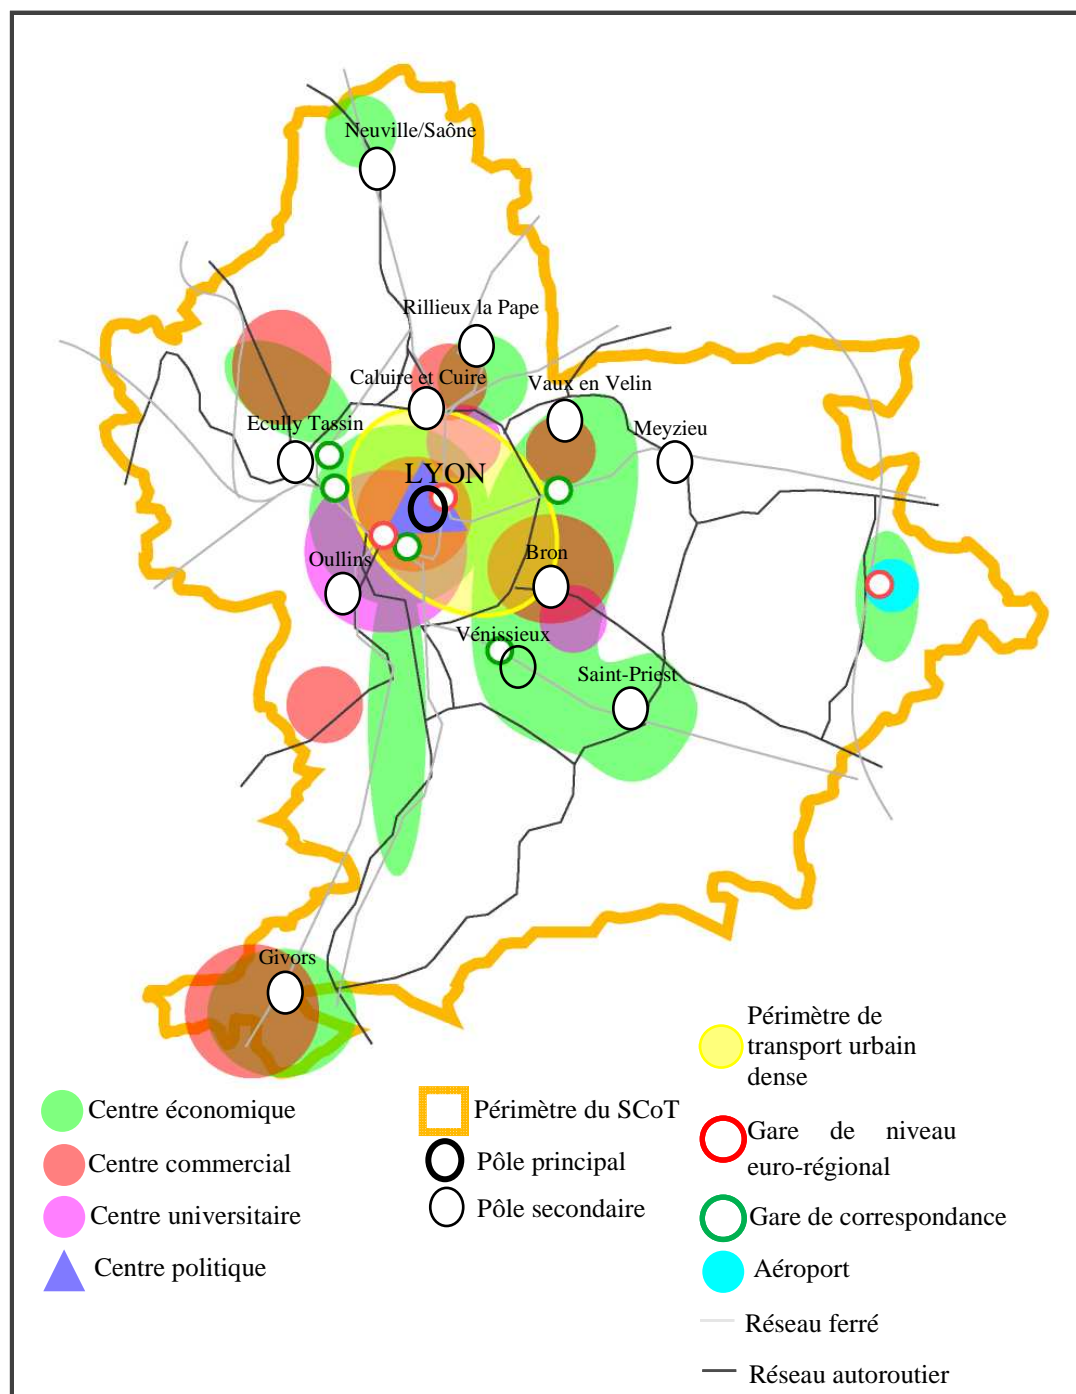 Neuville/Saône
Rillieux la Pape
Caluire et Cuire
Vaux en Velin
Ecully Tassin
Meyzieu
LYON
Bron
Oullins
Vénissieux
Saint-Priest
Givors
Centre économique
Centre commercial
Centre universitaire
Centre politique
Périmètre du SCoT
Pôle principal
Pôle secondaire
Périmètre de
transport urbain
dense
Gare de niveau
euro-régional
Gare de correspondance
Aéroport
Réseau ferré
Réseau autoroutier